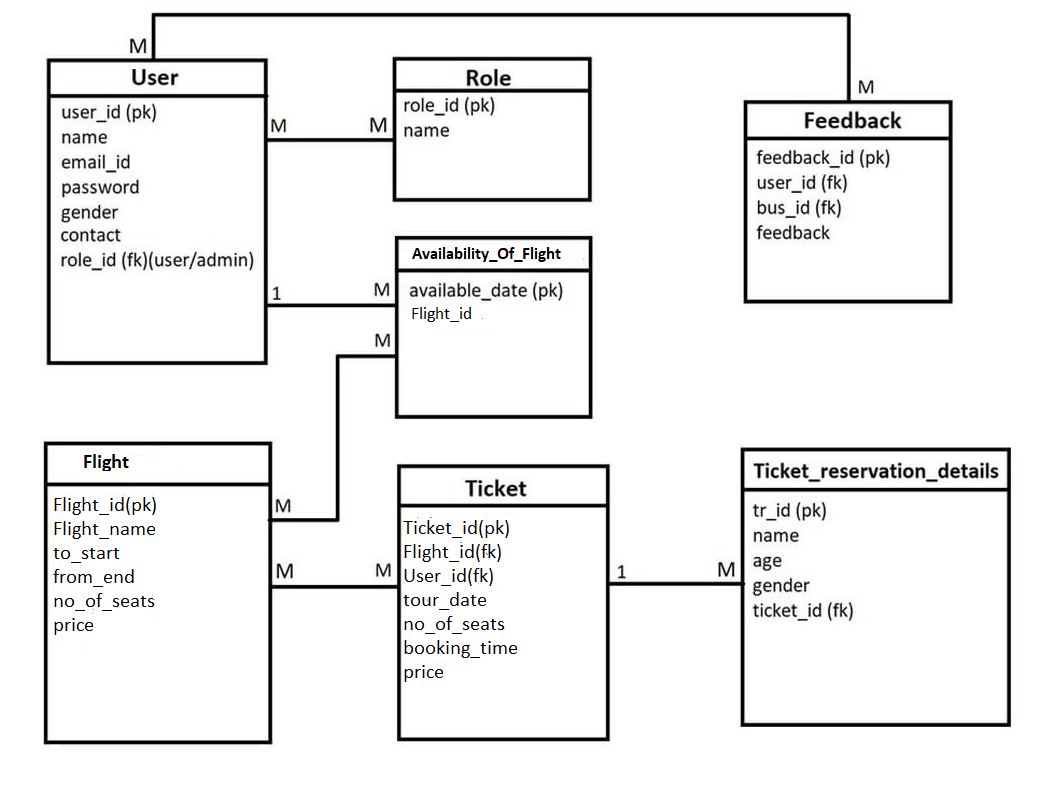 M
User
user_id (pk)
name
email_id
password
gender
contact
role_id (fk)(user/admin)
M
M
Role
role_id (pk)
name
M
Feedback
feedback_id (pk)
user_id (fk)
bus_id (fk)
feedback
1
M
Availability_Of_Flight
available_date (pk)
Flight_id
M
Flight
Flight_id(pk)
Flight_name
to_start
from_end
no_of_seats
price
M
M
M
Ticket
Ticket_id(pk)
Flight_id(fk)
User_id(fk)
tour_date
no_of_seats
booking_time
price
1
M
Ticket_reservation_details
tr_id (pk)
name
age
gender
ticket_id (fk)